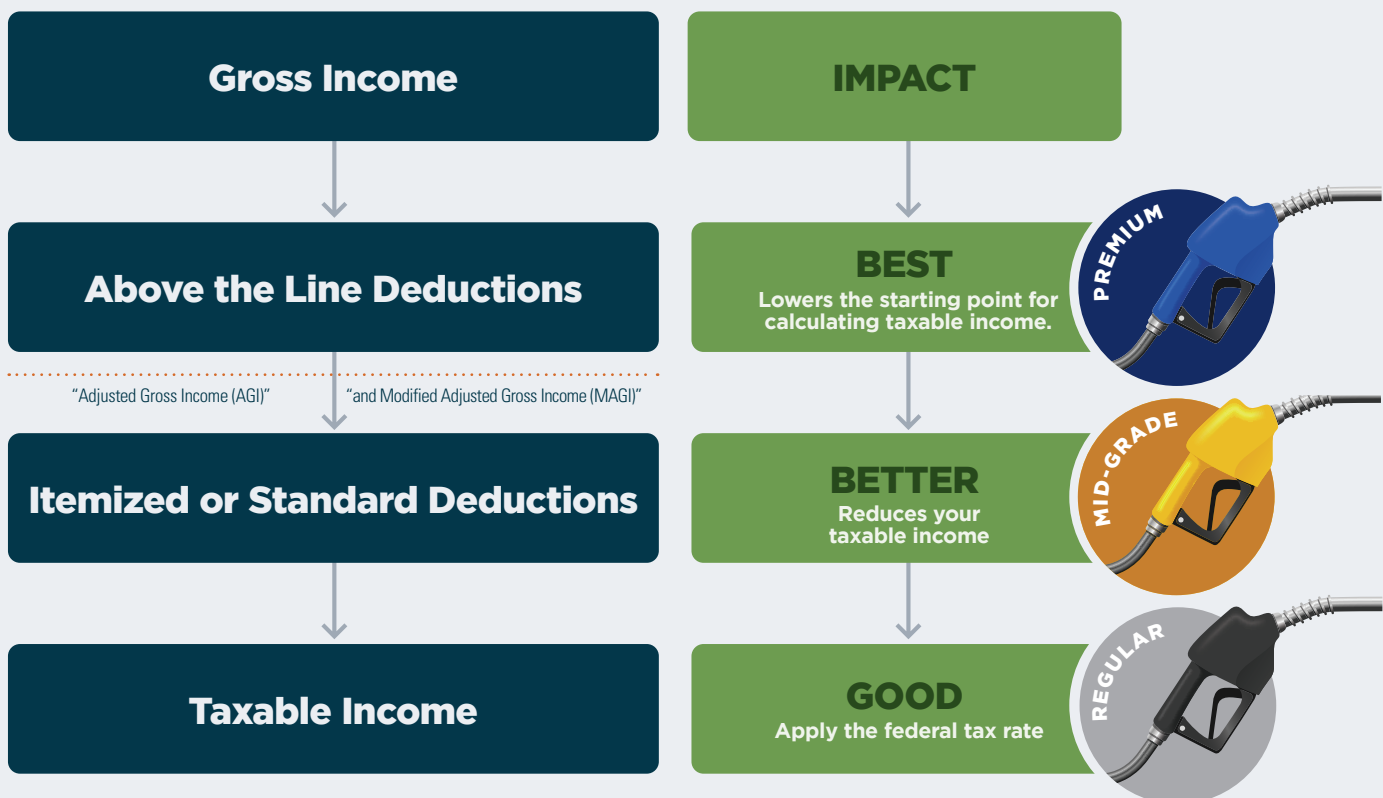 Gross Income
IMPACT
Above the Line Deductions
BEST
Lowers the starting point for
calculating taxable income.
PREMIUM
“Adjusted Gross Income (AGI)”
“and Modified Adjusted Gross Income (MAGI)”
Itemized or Standard Deductions
BETTER
Reduces your
taxable income
MID-GRADE
Taxable Income
GOOD
Apply the federal tax rate
REGULAR